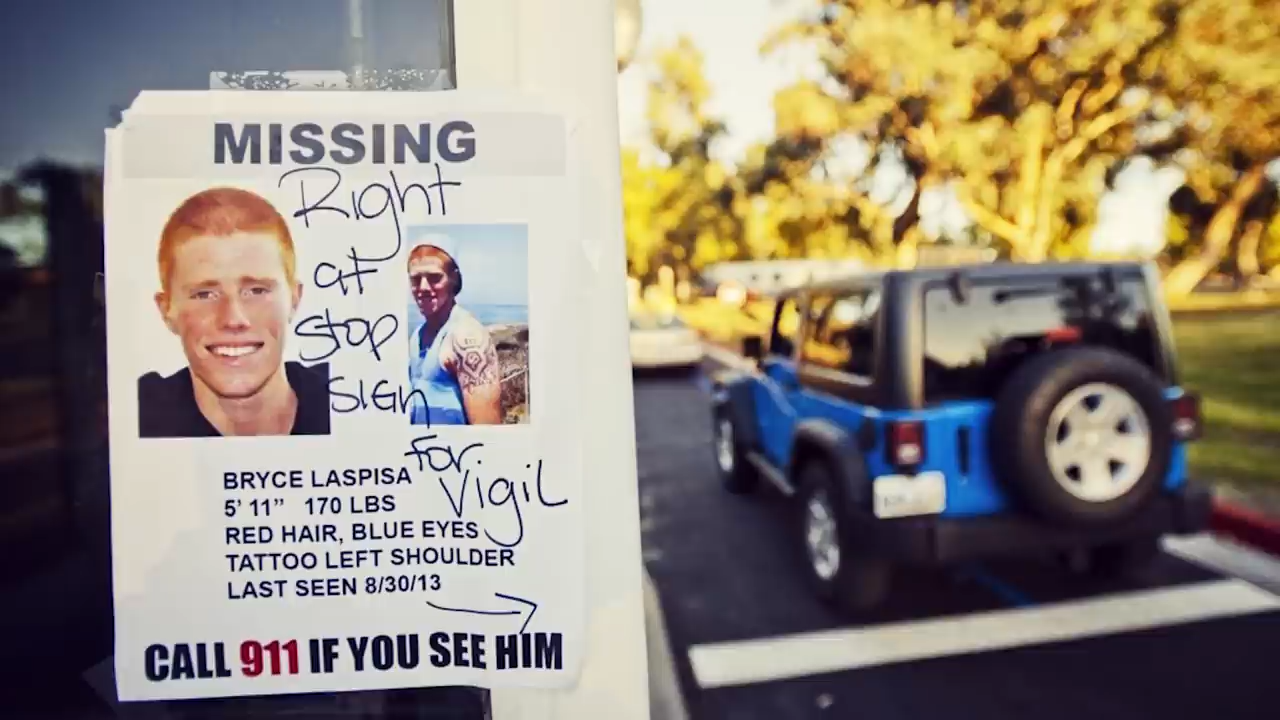 MISSING
Right
at
stop
sign
for
Vigil
BRYCE LASPISA
5' 11" 170 LBS
RED HAIR, BLUE EYES
TATTOO LEFT SHOULDER
LAST SEEN 8/30/13
CALL 911 IF YOU SEE HIM